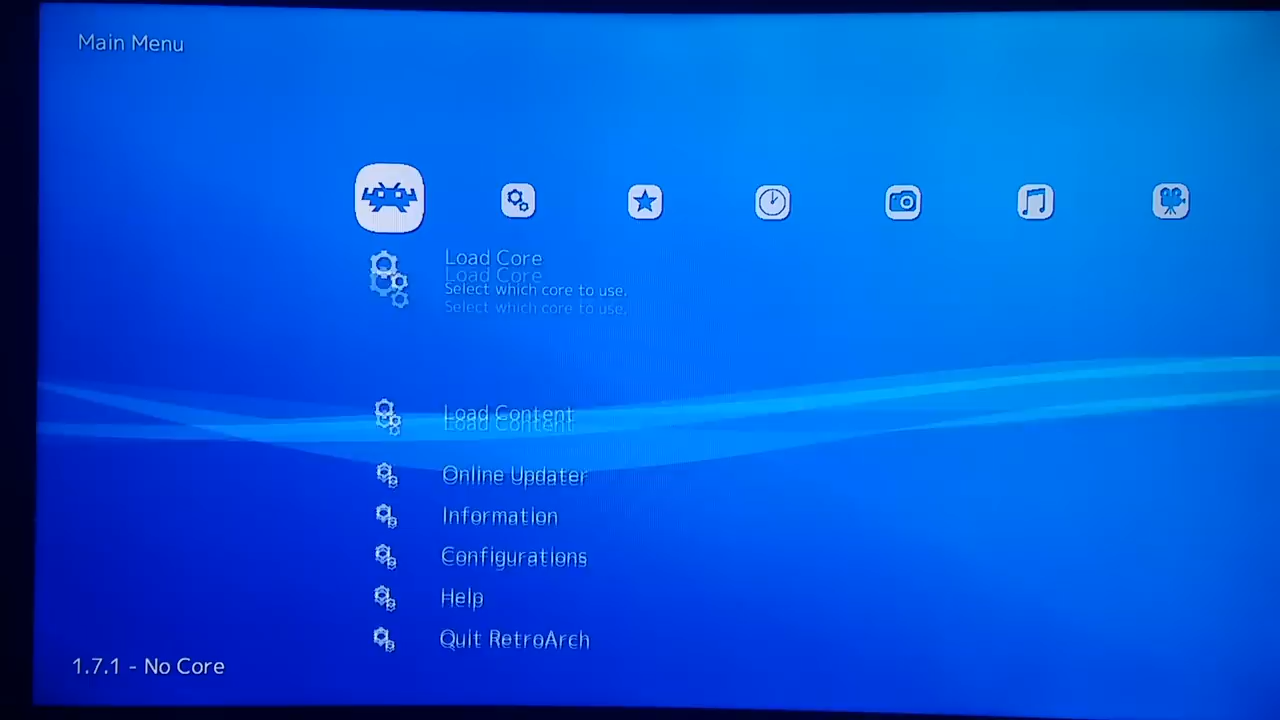 Main Menu
Load Core
Load Core
Select which core to use.
Select which core to use.
Load Content
Load Content
Online Updater
Information
Configurations
Help
Quit RetroArch
1.7.1 - No Core